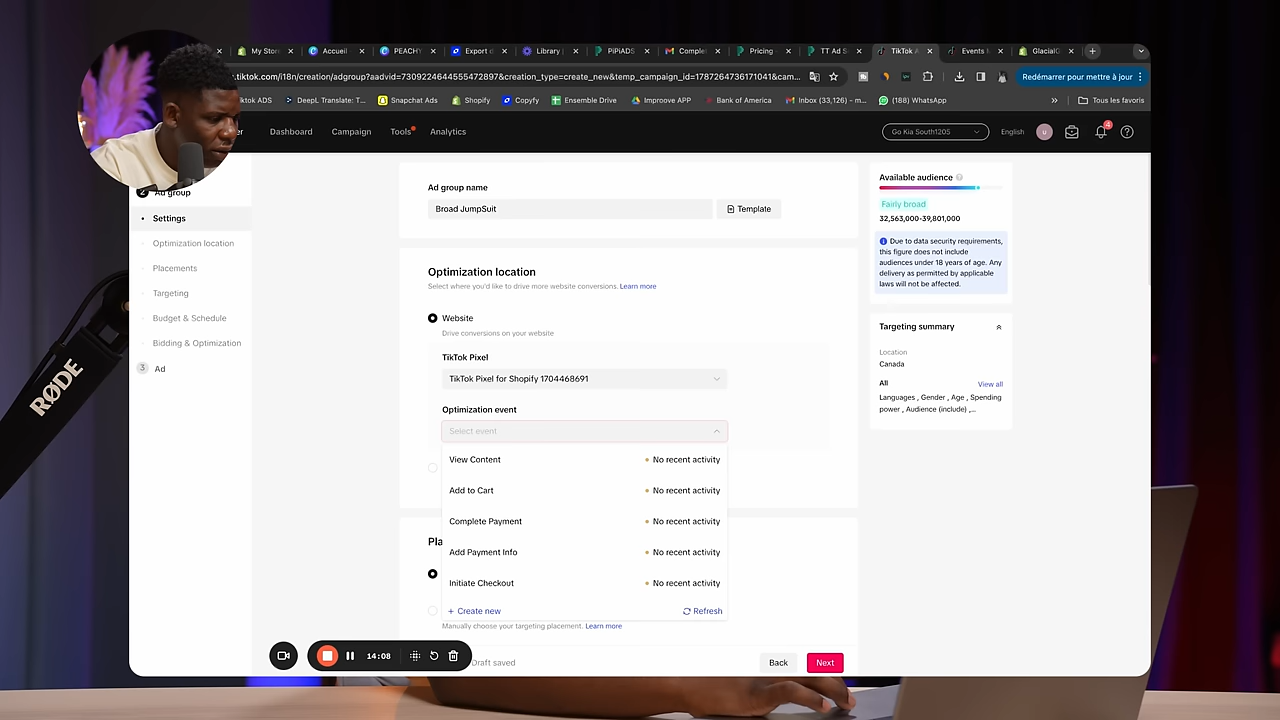 My Store
Accueil
PEACHY
Export d
Library
PiPiADS
Comple
Pricing
TT Ad S
TikTok A
Events M
GlacialG
.tiktok.com/i18n/creation/adgroup?aadvid=7309224644555472897&creation_type=create_new&temp_campaign_id=1787264736171041&cam...
Redémarrer pour mettre à jour
ktok ADS
DeepL Translate: T...
Snapchat Ads
Shopify
Copyfy
Ensemble Drive
Improove APP
Bank of America
Inbox (33,126) - m...
(188) WhatsApp
Tous les favoris
er
Dashboard
Campaign
Tools
Analytics
Go Kia South1205
English
u
4
2 Ad group
Settings
Optimization location
Placements
Targeting
Budget & Schedule
Bidding & Optimization
3 Ad
Ad group name
Broad JumpSuit
Template
Optimization location
Select where you'd like to drive more website conversions. Learn more
Website
Drive conversions on your website
TikTok Pixel
TikTok Pixel for Shopify 1704468691
Optimization event
Select event
View Content No recent activity
Add to Cart No recent activity
Complete Payment No recent activity
Add Payment Info No recent activity
Initiate Checkout No recent activity
+ Create new Refresh
Pla
Manually choose your targeting placement. Learn more
Draft saved
Back
Next
14:08
Available audience
Fairly broad
32,563,000-39,801,000
Due to data security requirements,
this figure does not include
audiences under 18 years of age. Any
delivery as permitted by applicable
laws will not be affected.
Targeting summary
Location
Canada
All View all
Languages , Gender , Age , Spending
power , Audience (include) ,...
RØDE